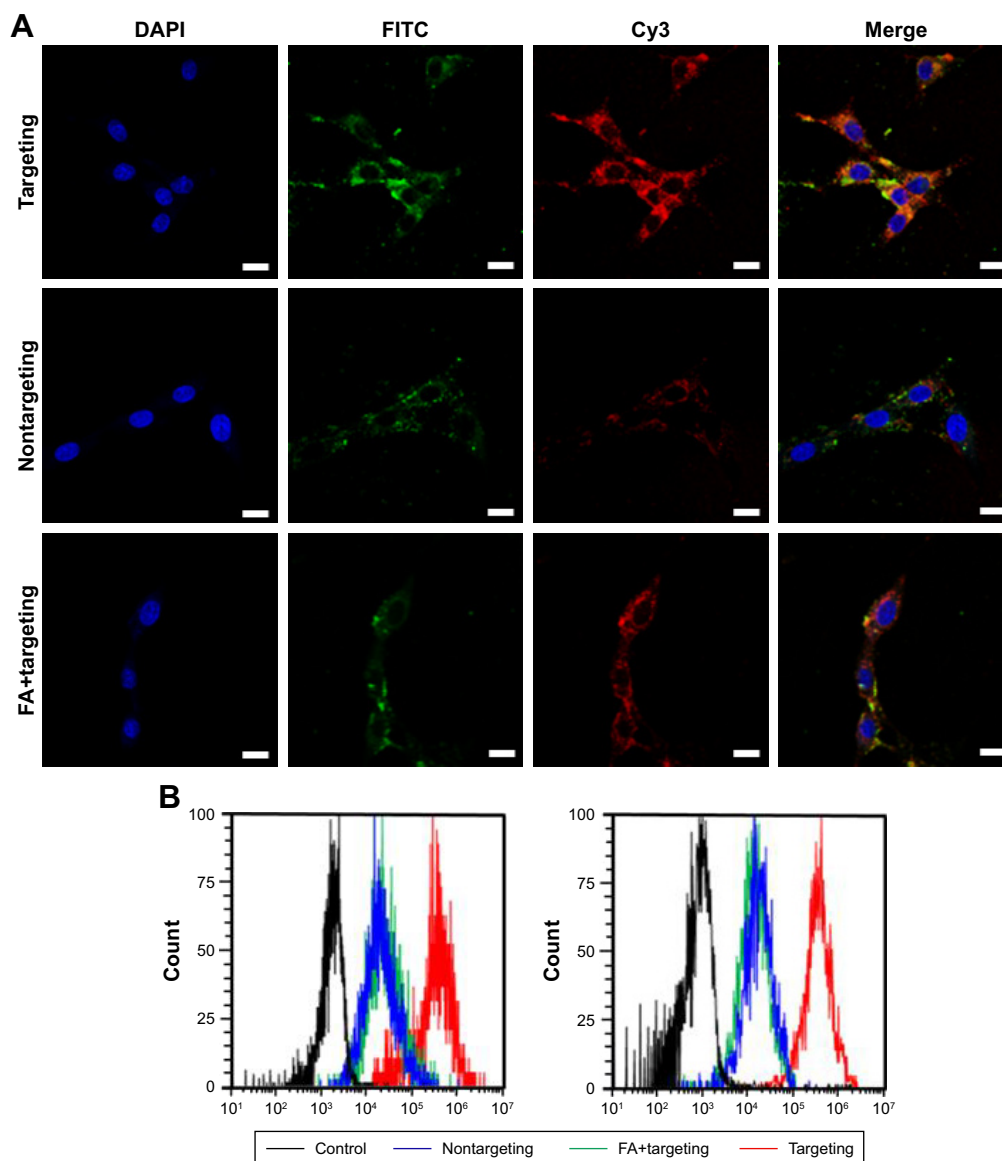 A
DAPI FITC Cy3 Merge
Targeting
Nontargeting
FA+targeting
B
100 100
75 75
50 50
25 25
0 0
Count Count
10¹ 10² 10³ 10⁴ 10⁵ 10⁶ 10⁷ 10¹ 10² 10³ 10⁴ 10⁵ 10⁶ 10⁷
Control Nontargeting FA+targeting Targeting